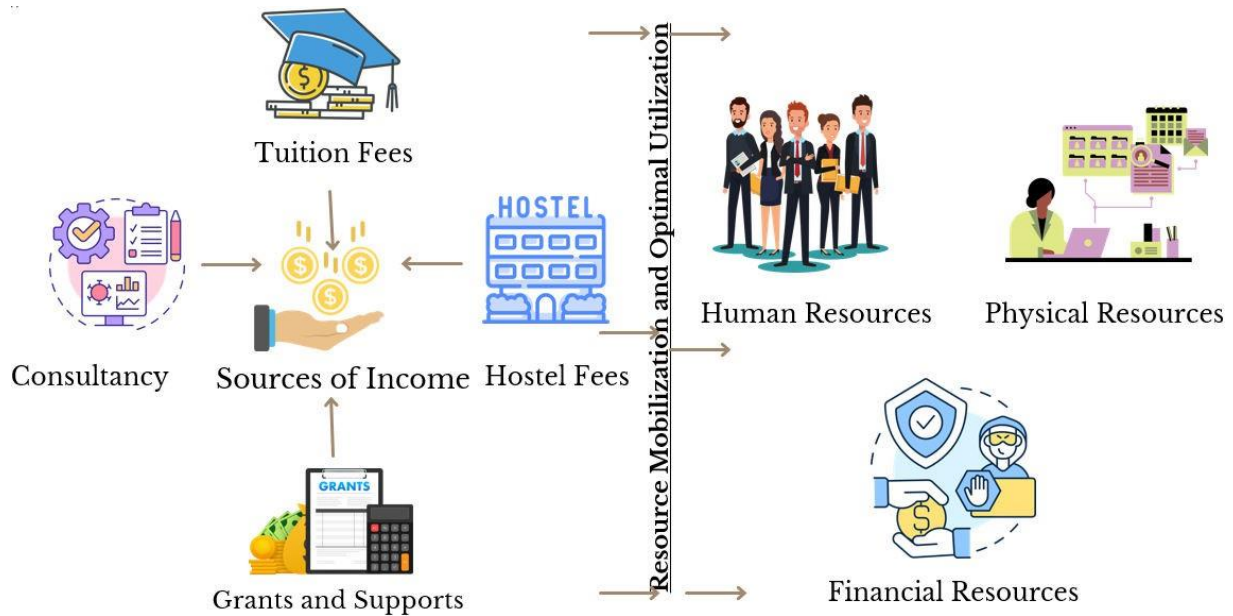 Tuition Fees
HOSTEL
Consultancy
Sources of Income
Hostel Fees
GRANTS
Grants and Supports
Resource Mobilization and Optimal Utilization
Human Resources
Physical Resources
Financial Resources